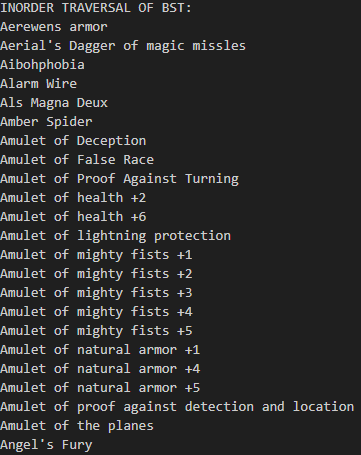 INORDER TRAVERSAL OF BST:
Aerewens armor
Aerial's Dagger of magic missles
Aibohphobia
Alarm Wire
Als Magna Deux
Amber Spider
Amulet of Deception
Amulet of False Race
Amulet of Proof Against Turning
Amulet of health +2
Amulet of health +6
Amulet of lightning protection
Amulet of mighty fists +1
Amulet of mighty fists +2
Amulet of mighty fists +3
Amulet of mighty fists +4
Amulet of mighty fists +5
Amulet of natural armor +1
Amulet of natural armor +4
Amulet of natural armor +5
Amulet of proof against detection and location
Amulet of the planes
Angel's Fury